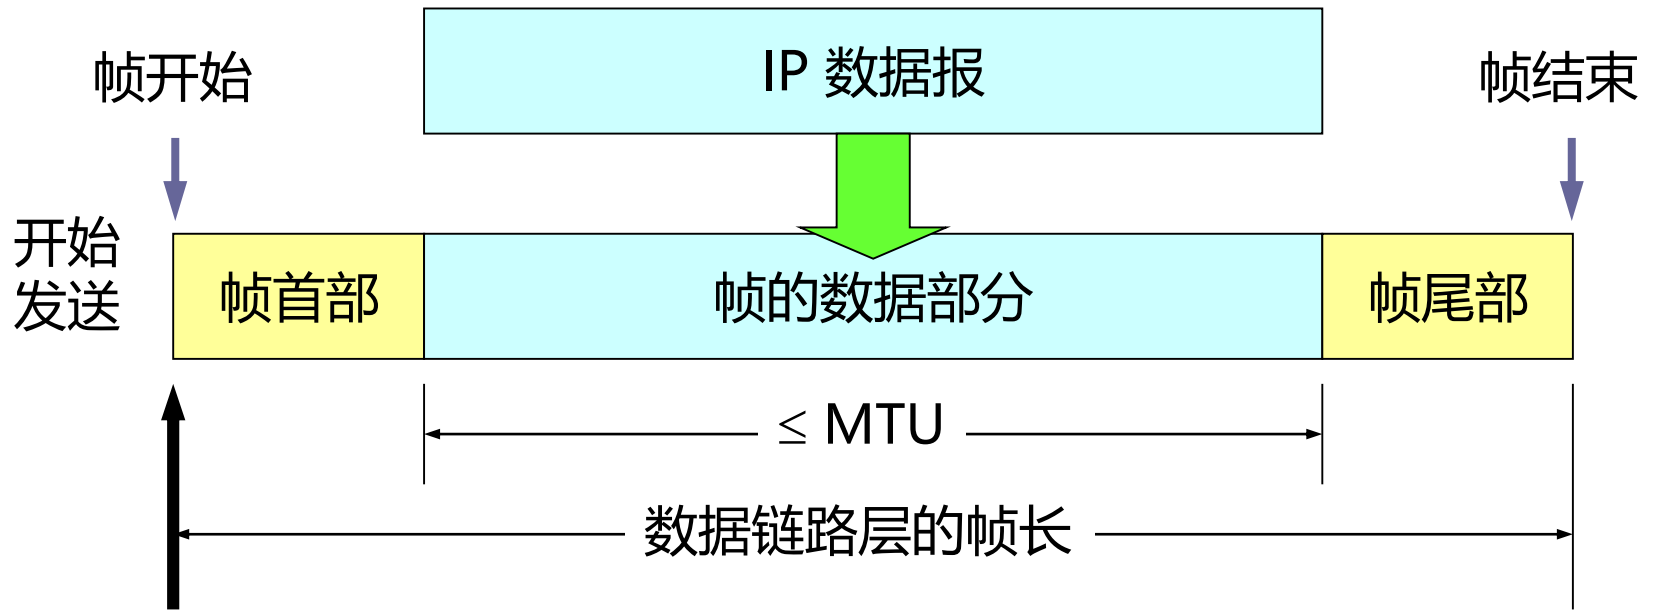 IP 数据报
帧开始
帧结束
开始
发送
帧首部
帧的数据部分
帧尾部
≤ MTU
数据链路层的帧长